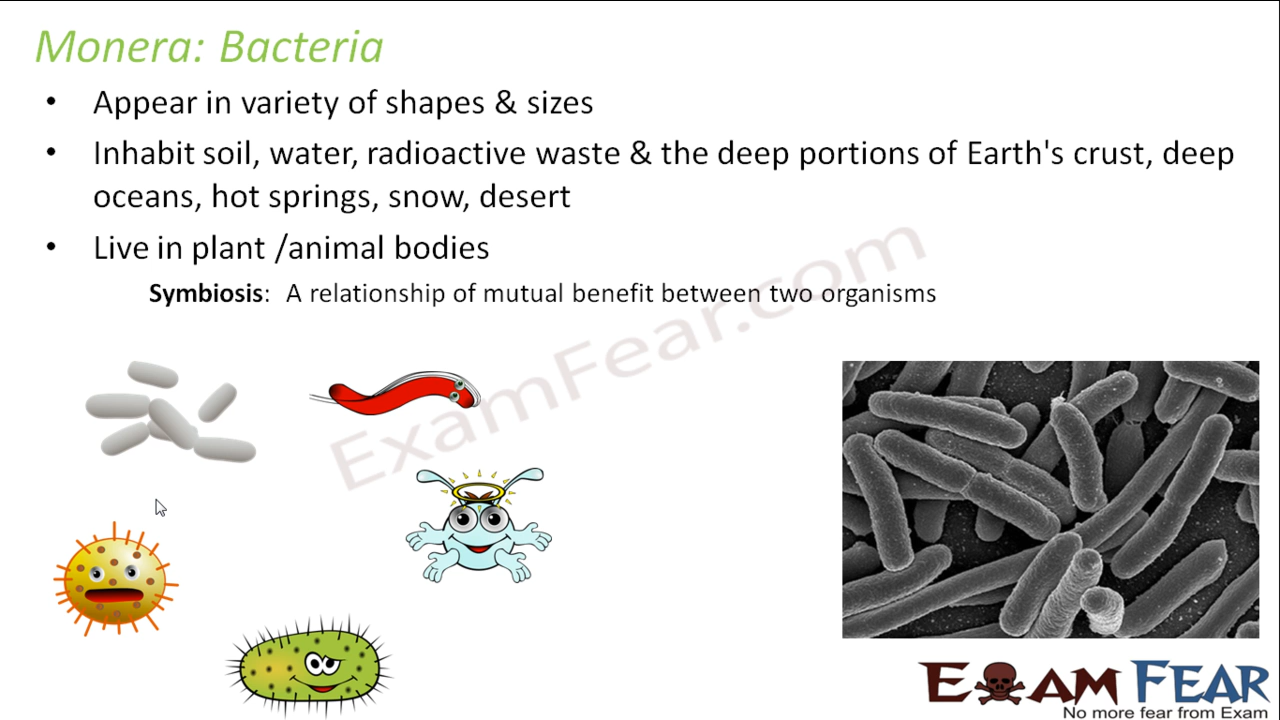 Monera: Bacteria
• Appear in variety of shapes & sizes
• Inhabit soil, water, radioactive waste & the deep portions of Earth's crust, deep
oceans, hot springs, snow, desert
• Live in plant /animal bodies
Symbiosis: A relationship of mutual benefit between two organisms
ExamFear.com
EXAM FEAR
No more fear from Exam